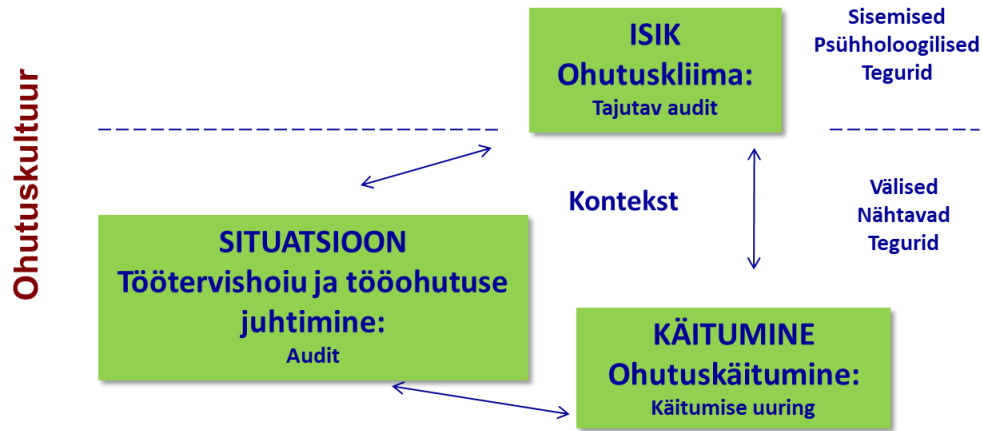 Ohutuskultuur
ISIK
Ohutuskliima:
Tajutav audit
Sisemised
Psühholoogilised
Tegurid
Kontekst
Välised
Nähtavad
Tegurid
SITUATSIOON
Töötervishoiu ja tööohutuse
juhtimine:
Audit
KÄITUMINE
Ohutuskäitumine:
Käitumise uuring